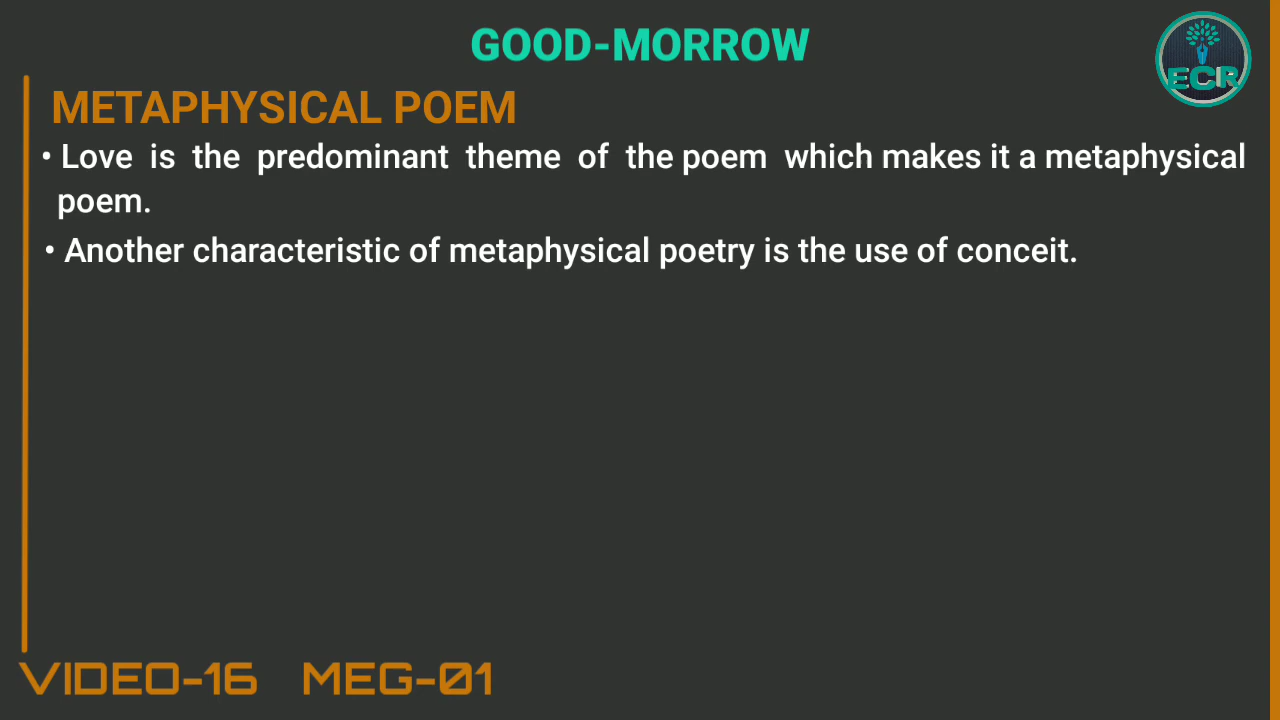 GOOD-MORROW
ECR
METAPHYSICAL POEM
• Love is the predominant theme of the poem which makes it a metaphysical
poem.
• Another characteristic of metaphysical poetry is the use of conceit.
VIDEO-16 MEG-01